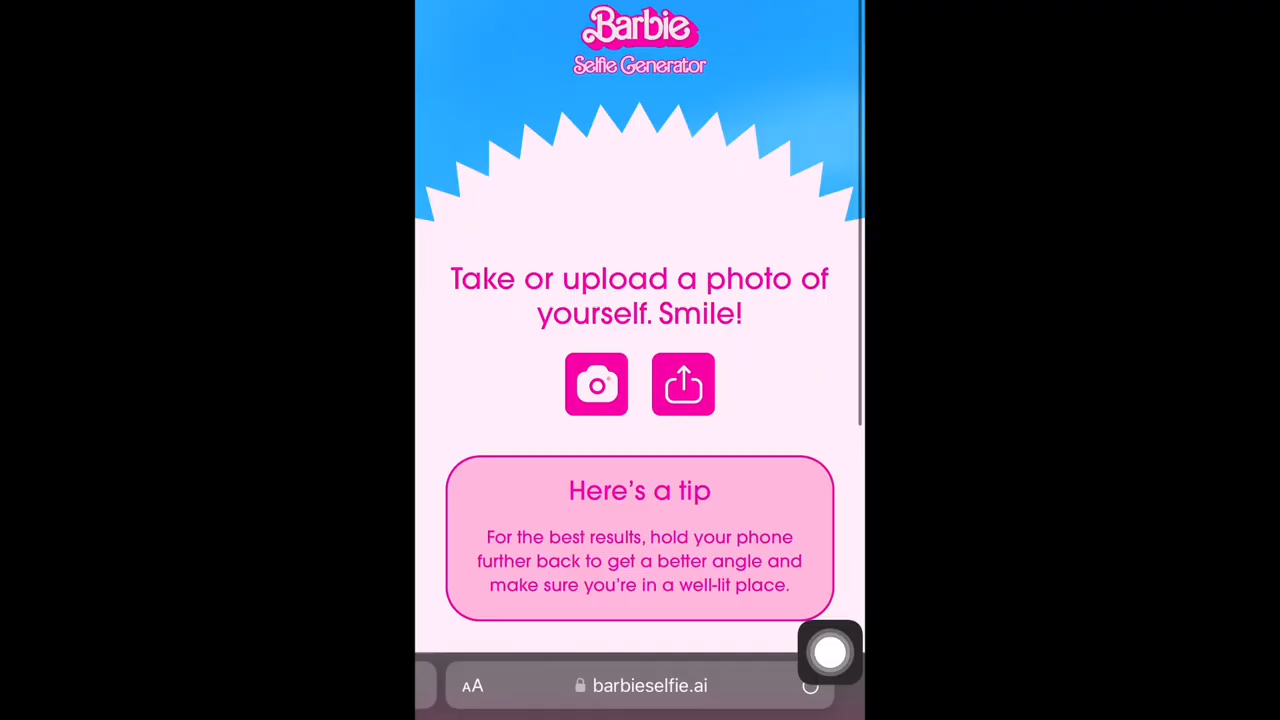 Barbie
Selfie Generator
Take or upload a photo of
yourself. Smile!
Here's a tip
For the best results, hold your phone
further back to get a better angle and
make sure you're in a well-lit place.
AA barbieselfie.ai